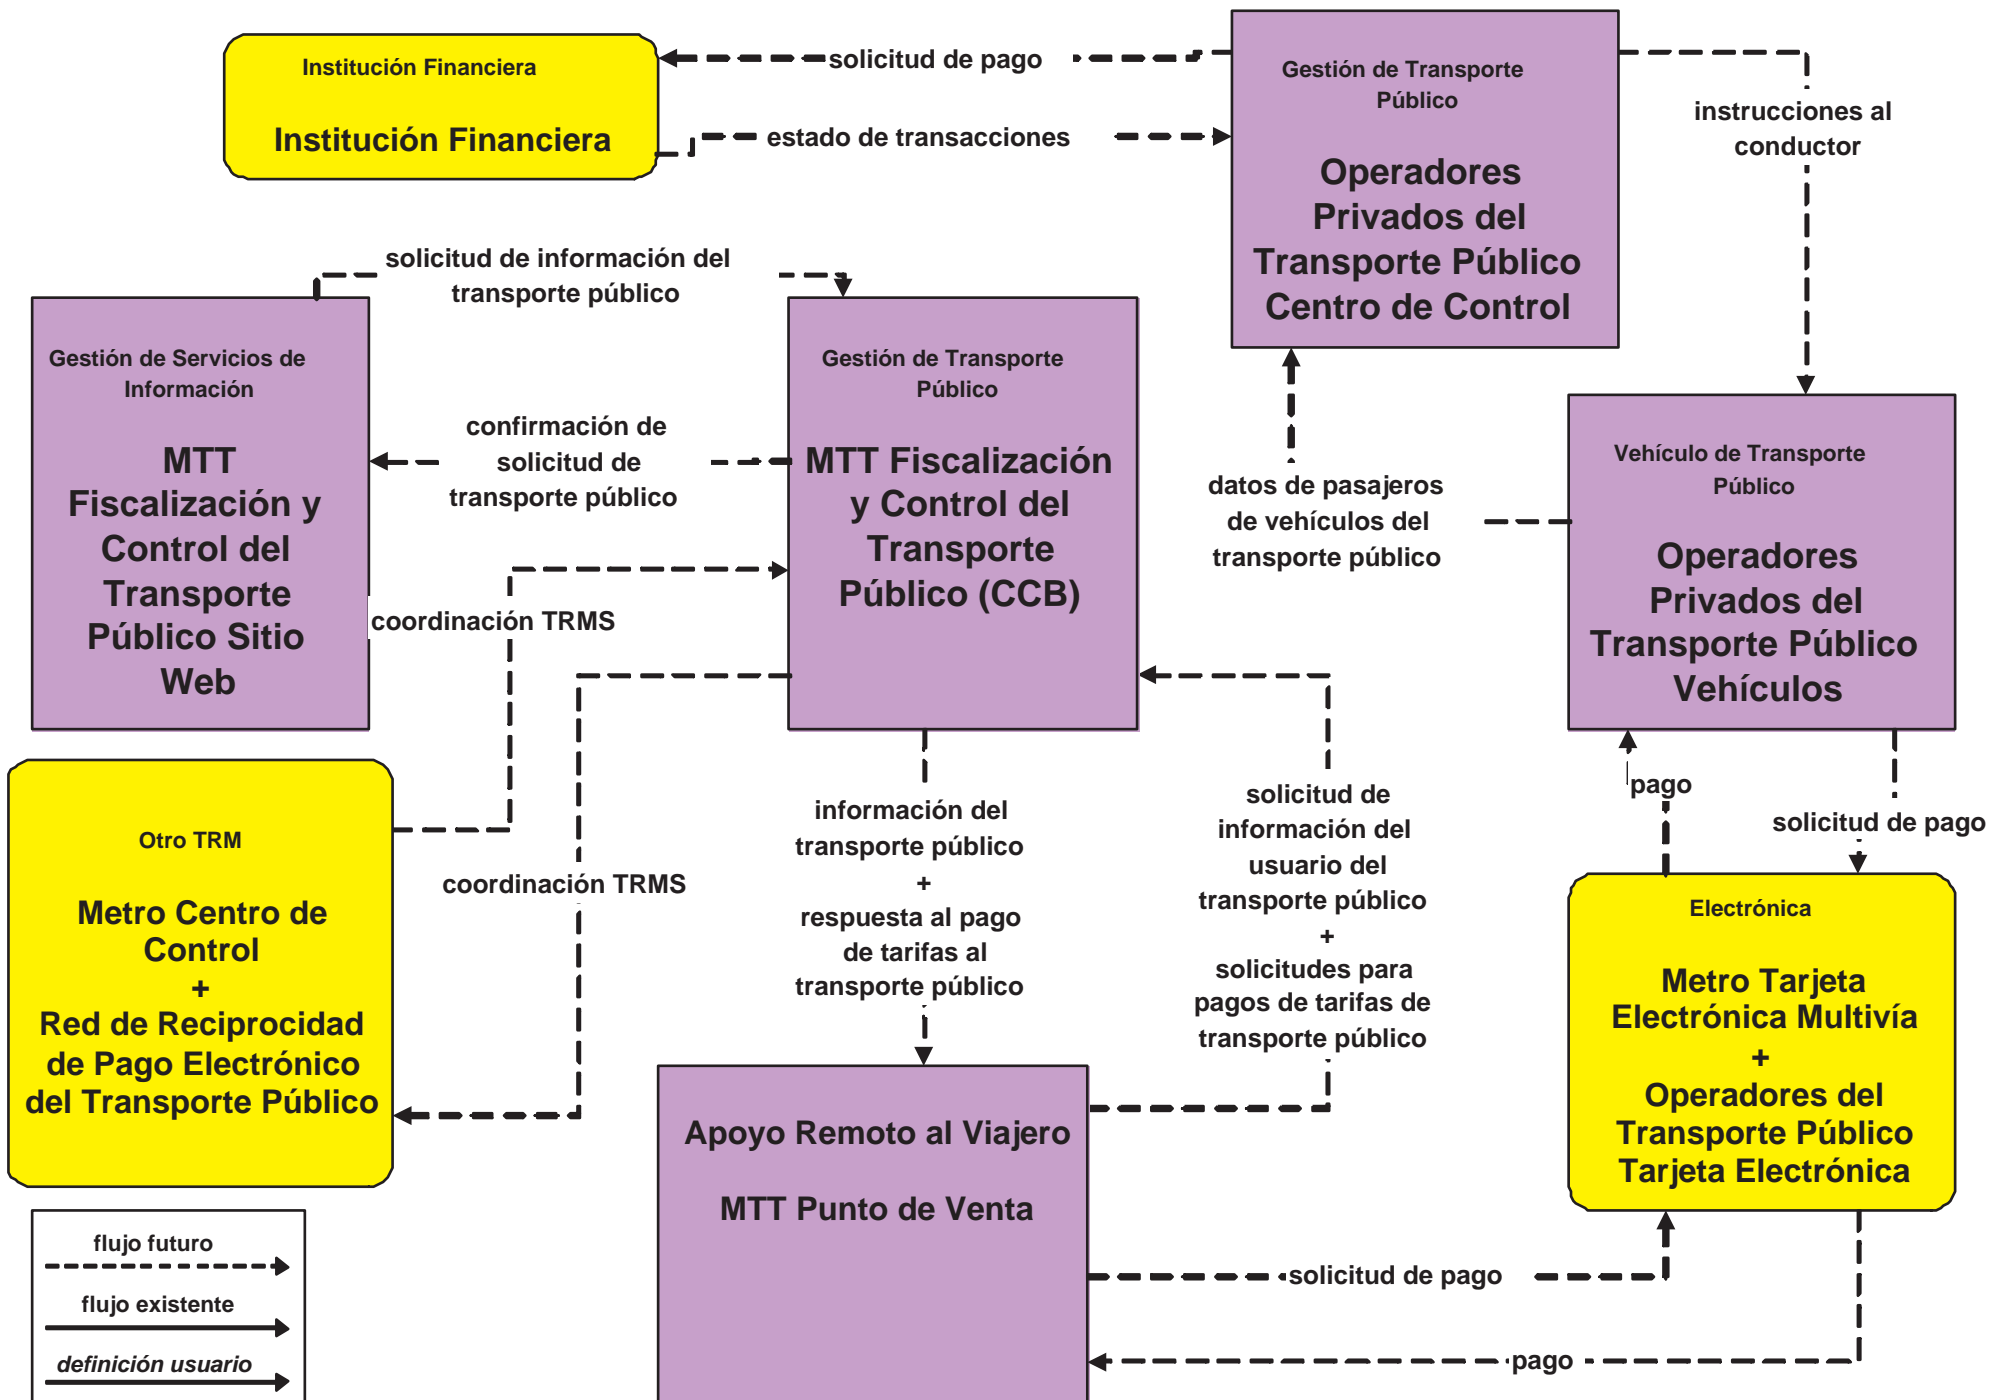 Institución Financiera
Institución Financiera
solicitud de pago
estado de transacciones
Gestión de Transporte
Público
Operadores
Privados del
Transporte Público
Centro de Control
instrucciones al
conductor
solicitud de información del
transporte público
Gestión de Servicios de
Información
MTT
Fiscalización y
Control del
Transporte
Público Sitio
Web
confirmación de
solicitud de
transporte público
Gestión de Transporte
Público
MTT Fiscalización
y Control del
Transporte
Público (CCB)
datos de pasajeros
de vehículos del
transporte público
Vehículo de Transporte
Público
Operadores
Privados del
Transporte Público
Vehículos
coordinación TRMS
coordinación TRMS
Otro TRM
Metro Centro de
Control
+
Red de Reciprocidad
de Pago Electrónico
del Transporte Público
información del
transporte público
+
respuesta al pago
de tarifas al
transporte público
solicitud de
información del
usuario del
transporte público
+
solicitudes para
pagos de tarifas de
transporte público
pago
solicitud de pago
Electrónica
Metro Tarjeta
Electrónica Multivía
+
Operadores del
Transporte Público
Tarjeta Electrónica
Apoyo Remoto al Viajero
MTT Punto de Venta
solicitud de pago
pago
flujo futuro
flujo existente
definición usuario